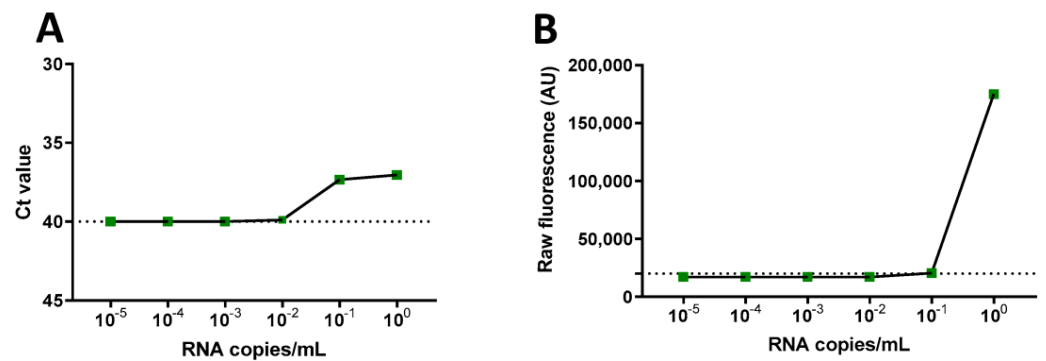 A
Ct value
30
35
40
45
10⁻⁵ 10⁻⁴ 10⁻³ 10⁻² 10⁻¹ 10⁰
RNA copies/mL
B
Raw fluorescence (AU)
200,000
150,000
100,000
50,000
0
10⁻⁵ 10⁻⁴ 10⁻³ 10⁻² 10⁻¹ 10⁰
RNA copies/mL